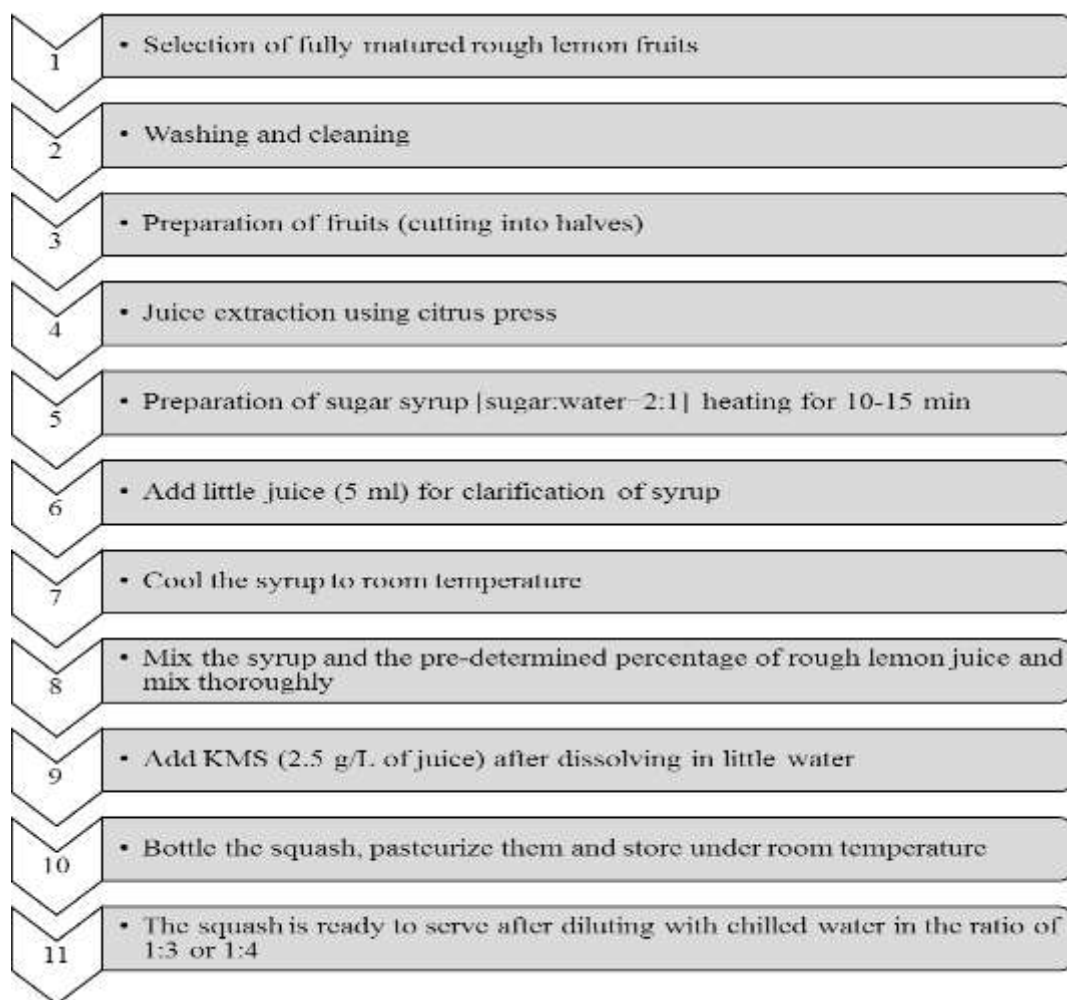 1
• Selection of fully matured rough lemon fruits
2
• Washing and cleaning
3
• Preparation of fruits (cutting into halves)
4
• Juice extraction using citrus press
5
• Preparation of sugar syrup [sugar:water=2:1] heating for 10-15 min
6
• Add little juice (5 ml) for clarification of syrup
7
• Cool the syrup to room temperature
8
• Mix the syrup and the pre-determined percentage of rough lemon juice and
mix thoroughly
9
• Add KMS (2.5 g/L of juice) after dissolving in little water
10
• Bottle the squash, pasteurize them and store under room temperature
11
• The squash is ready to serve after diluting with chilled water in the ratio of
1:3 or 1:4